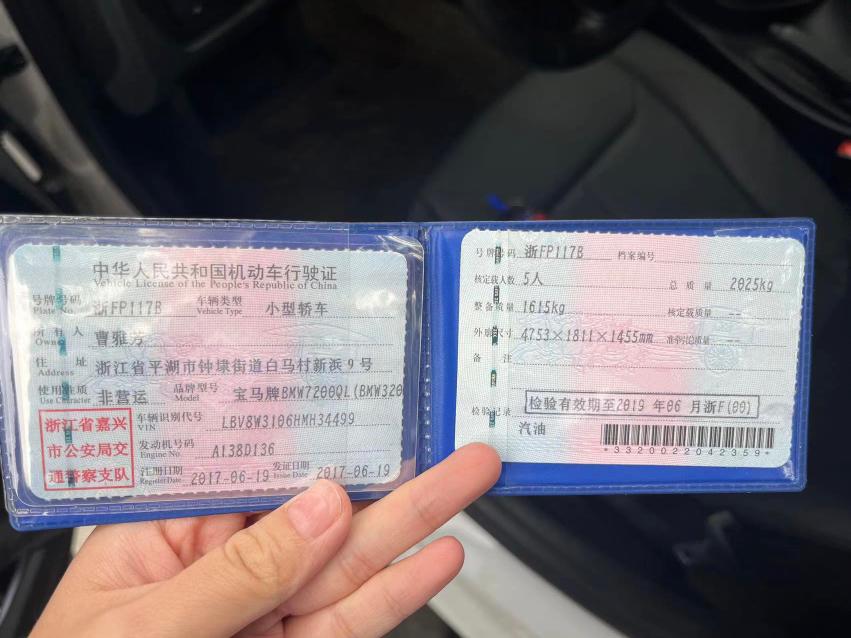 中华人民共和国机动车行驶证
Vehicle License of the People's Republic of China
号牌号码 浙FP117B 车辆类型 小型轿车
Plate No. Vehicle Type
所有人 曹雅芳
Owner
住 址 浙江省平湖市钟埭街道白马村新浜9号
Address
使用性质 非营运 品牌型号 宝马牌BMW7200QL(BMW320
Use Character Model
浙江省嘉兴
市公安局交
通警察支队
车辆识别代号 LBV8W3106HMH34499
VIN
发动机号码 A138D136
Engine No.
注册日期 2017-06-19 发证日期 2017-06-19
Register Date Issue Date
号牌号码 浙FP117B 档案编号
核定载人数 5人 总质量 2025kg
整备质量 1615kg 核定载质量 --
外廓尺寸 4753×1811×1455mm 准牵引总质量 --
备 注
检验记录 检验有效期至2019 年06 月浙F(00)
汽油
*3320022042359*